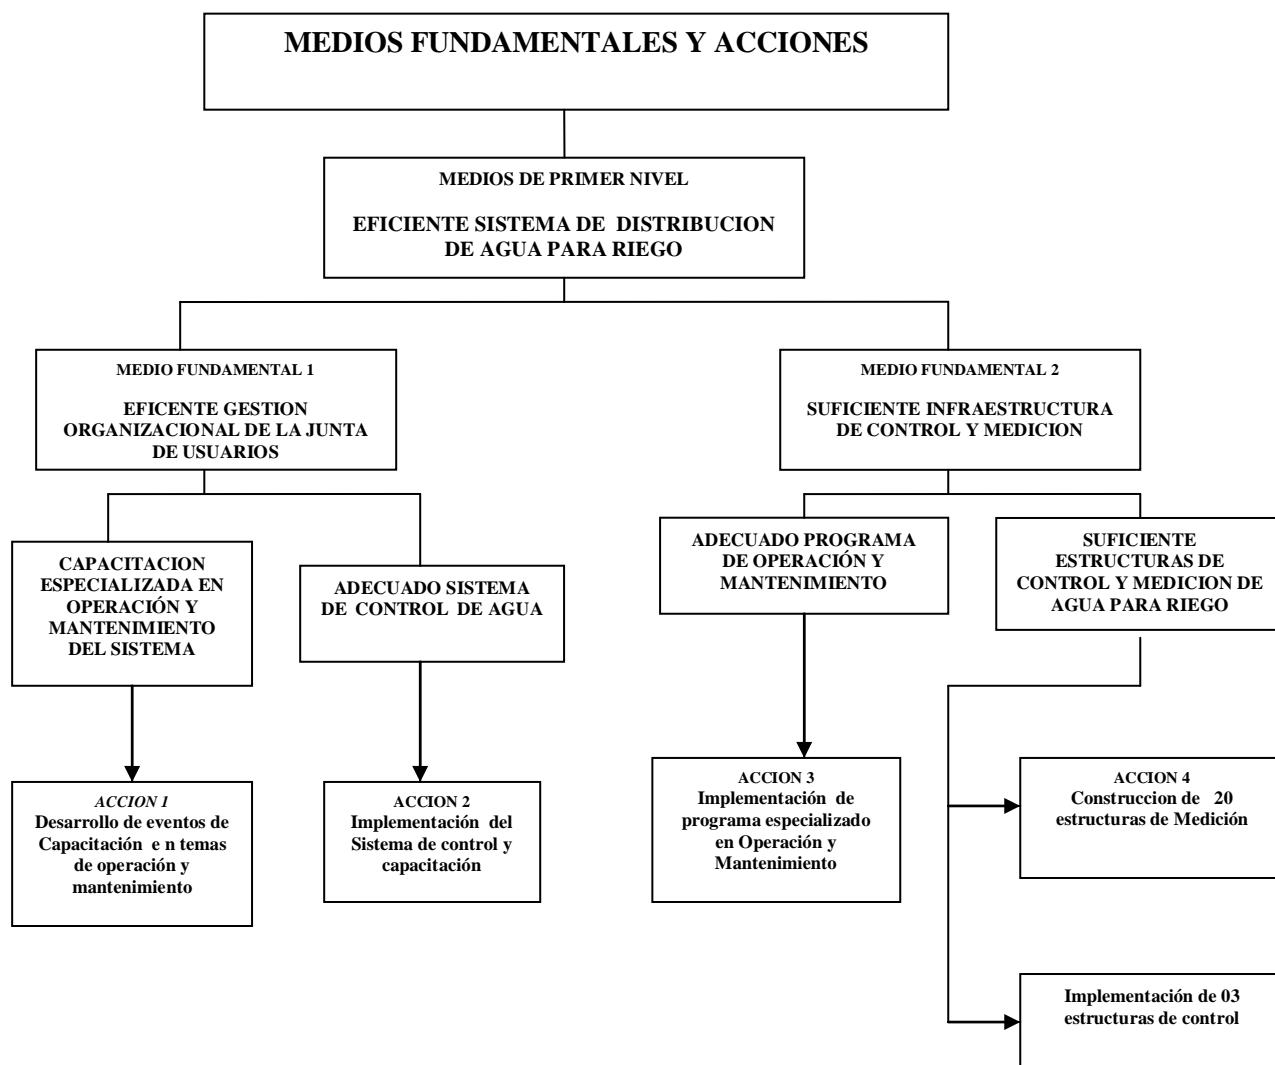 MEDIOS FUNDAMENTALES Y ACCIONES
MEDIOS DE PRIMER NIVEL
EFICIENTE SISTEMA DE DISTRIBUCION
DE AGUA PARA RIEGO
MEDIO FUNDAMENTAL 1
EFICENTE GESTION
ORGANIZACIONAL DE LA JUNTA
DE USUARIOS
MEDIO FUNDAMENTAL 2
SUFICIENTE INFRAESTRUCTURA
DE CONTROL Y MEDICION
CAPACITACION
ESPECIALIZADA EN
OPERACIÓN Y
MANTENIMIENTO
DEL SISTEMA
ADECUADO SISTEMA
DE CONTROL DE AGUA
ADECUADO PROGRAMA
DE OPERACIÓN Y
MANTENIMIENTO
SUFICIENTE
ESTRUCTURAS DE
CONTROL Y MEDICION DE
AGUA PARA RIEGO
ACCION 1
Desarrollo de eventos de
Capacitación e n temas
de operación y
mantenimiento
ACCION 2
Implementación del
Sistema de control y
capacitación
ACCION 3
Implementación de
programa especializado
en Operación y
Mantenimiento
ACCION 4
Construccion de 20
estructuras de Medición
Implementación de 03
estructuras de control